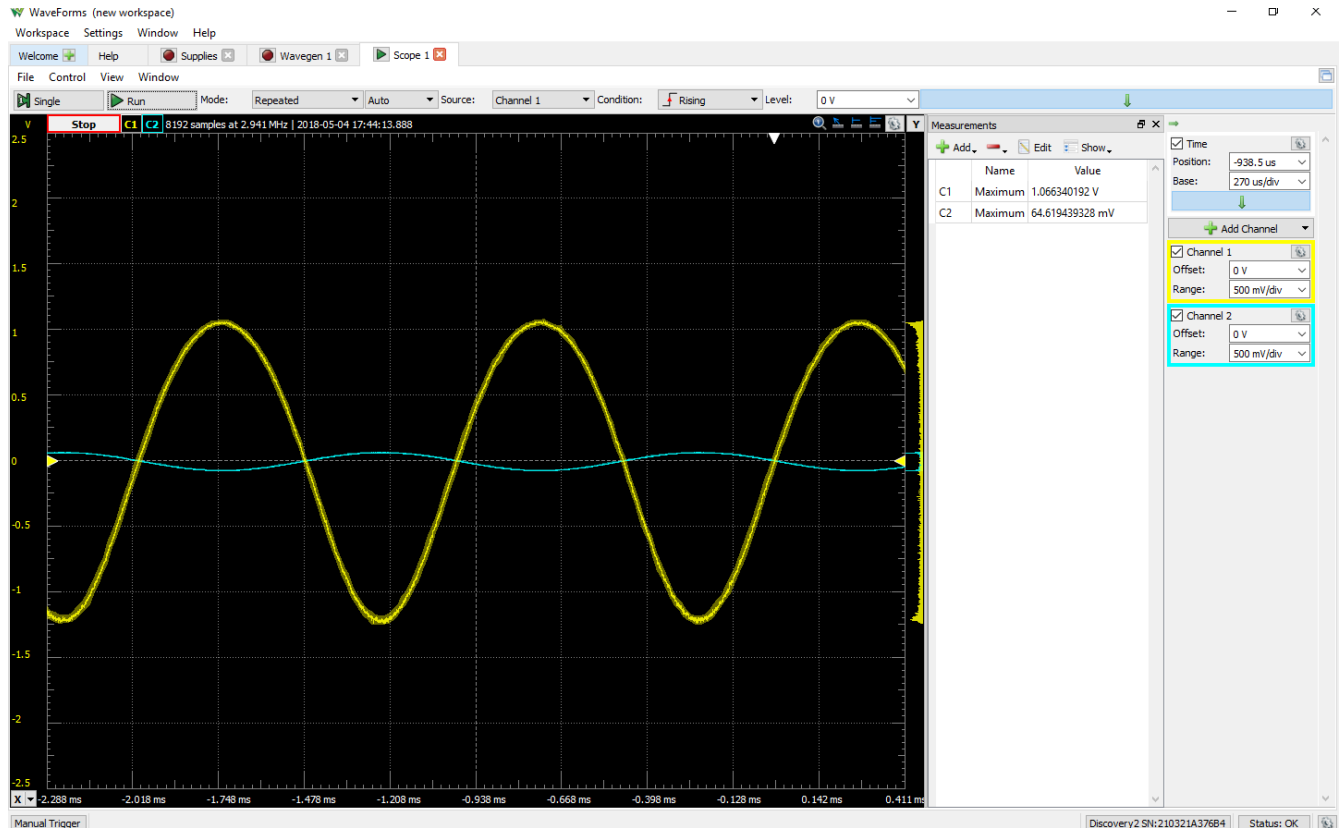 WaveForms (new workspace)
Workspace Settings Window Help
Welcome Help Supplies Wavegen 1 Scope 1
File Control View Window
Single Run Mode: Repeated Auto Source: Channel 1 Condition: Rising Level: 0 V
V Stop C1 C2 8192 samples at 2.941 MHz | 2018-05-04 17:44:13.888 Y
2.5
2
1.5
1
0.5
0
-0.5
-1
-1.5
-2
-2.5
X -2.288 ms -2.018 ms -1.748 ms -1.478 ms -1.208 ms -0.938 ms -0.668 ms -0.398 ms -0.128 ms 0.142 ms 0.411 ms
Measurements
Add Edit Show
Name Value
C1 Maximum 1.066340192 V
C2 Maximum 64.619439328 mV
Time
Position: -938.5 us
Base: 270 us/div
Add Channel
Channel 1
Offset: 0 V
Range: 500 mV/div
Channel 2
Offset: 0 V
Range: 500 mV/div
Manual Trigger Discovery2 SN:210321A376B4 Status: OK